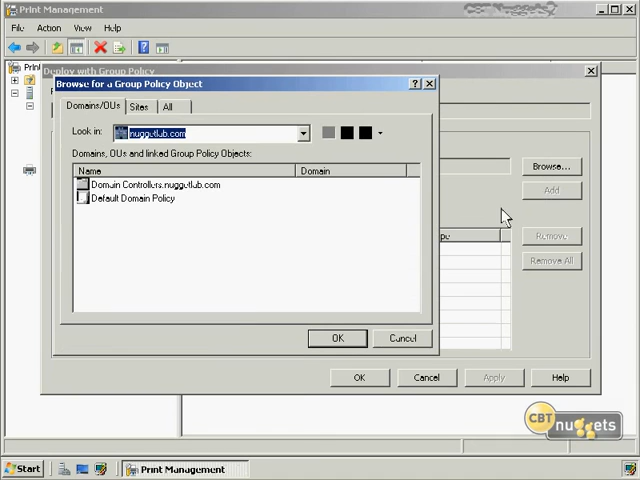 Print Management
CBT Nuggets
File Action View Help
Deploy with Group Policy
Browse for a Group Policy Object
Domains/OUs Sites All
Look in: nuggetlab.com
Domains, OUs and linked Group Policy Objects:
Name Domain
Domain Controllers.nuggetlab.com
Default Domain Policy
OK Cancel
Browse...
Add
Remove
Remove All
OK Cancel Apply Help
CBT nuggets
Start Print Management